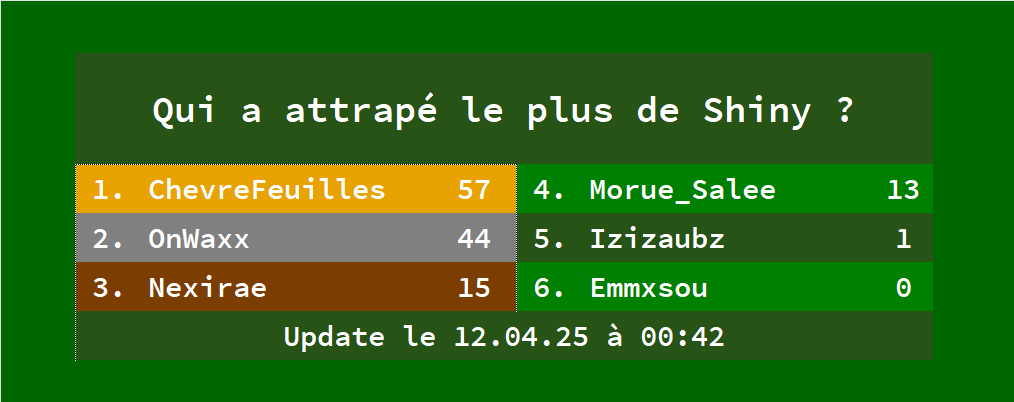 Qui a attrapé le plus de Shiny ?
1. ChevreFeuilles 57
2. OnWaxx 44
3. Nexirae 15
4. Morue_Salee 13
5. Izizaubz 1
6. Emmxsou 0
Update le 12.04.25 à 00:42